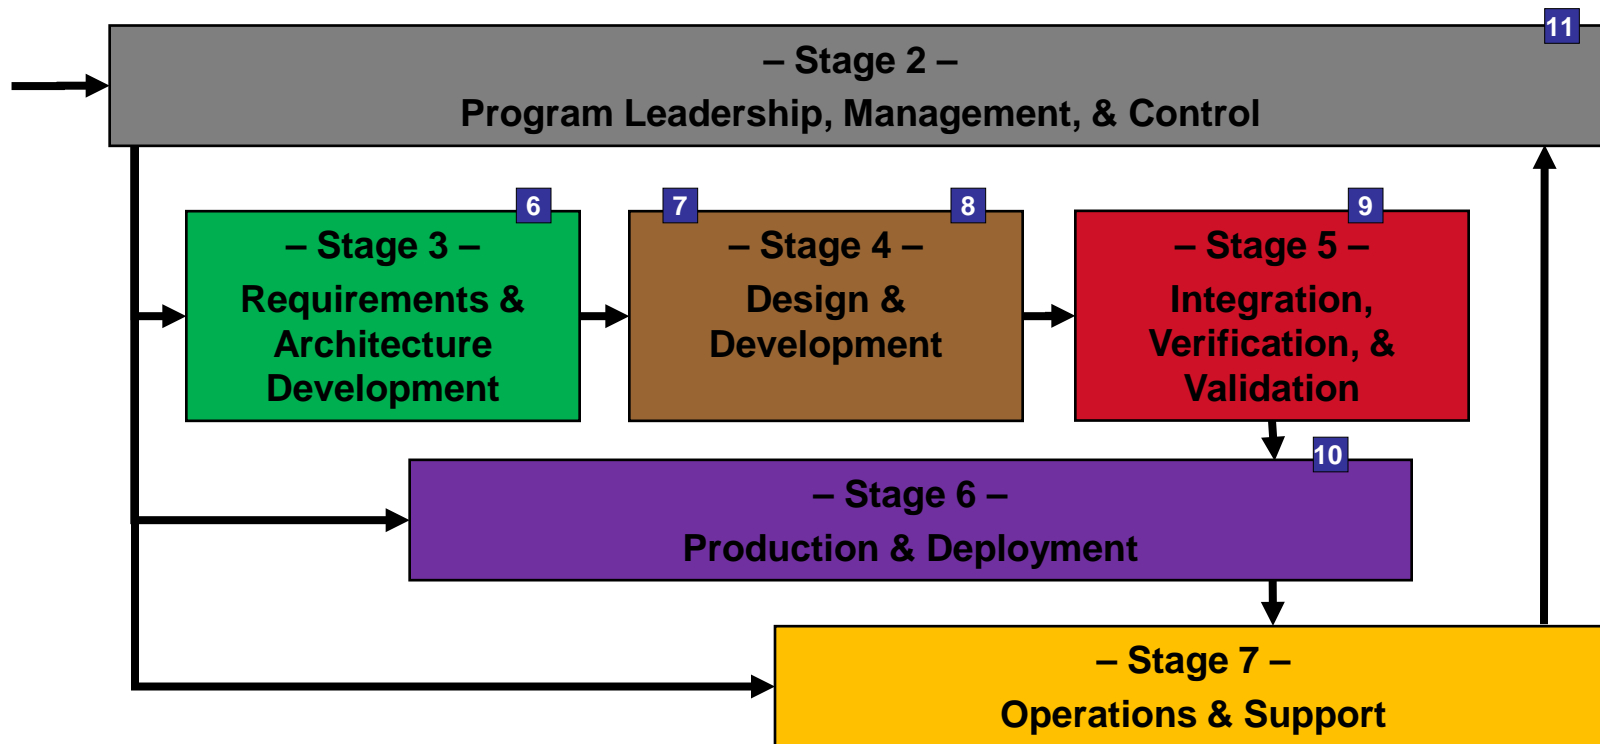 11
– Stage 2 –
Program Leadership, Management, & Control
6
7
8
9
– Stage 3 –
Requirements &
Architecture
Development
– Stage 4 –
Design &
Development
– Stage 5 –
Integration,
Verification, &
Validation
10
– Stage 6 –
Production & Deployment
– Stage 7 –
Operations & Support